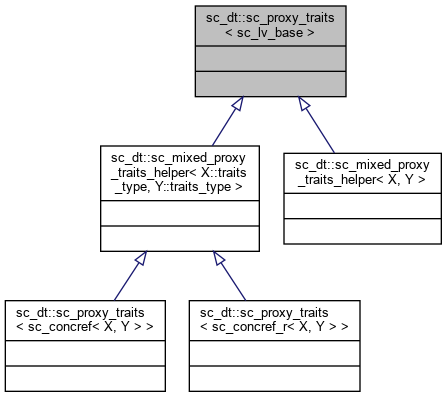 sc_dt::sc_proxy_traits
< sc_lv_base >
sc_dt::sc_mixed_proxy
_traits_helper< X::traits
_type, Y::traits_type >
sc_dt::sc_mixed_proxy
_traits_helper< X, Y >
sc_dt::sc_proxy_traits
< sc_concref< X, Y > >
sc_dt::sc_proxy_traits
< sc_concref_r< X, Y > >